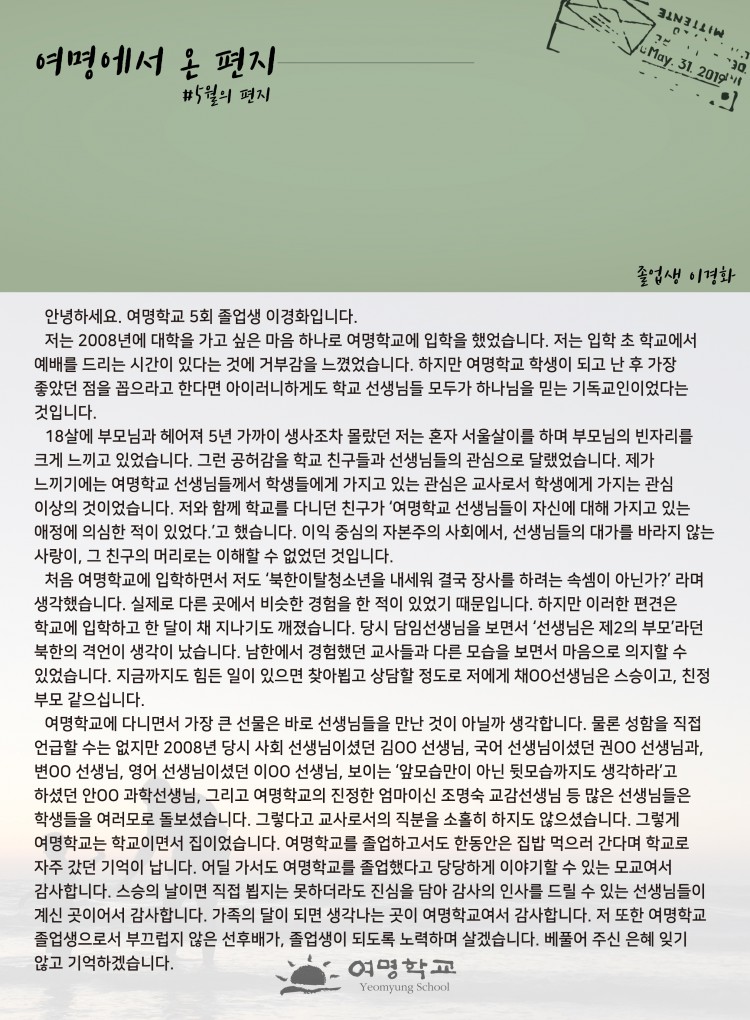 여명에서 온 편지
#5월의 편지
MITTENTE
May. 31. 2019
졸업생 이경화
안녕하세요. 여명학교 5회 졸업생 이경화입니다.
저는 2008년에 대학을 가고 싶은 마음 하나로 여명학교에 입학을 했었습니다. 저는 입학 초 학교에서
예배를 드리는 시간이 있다는 것에 거부감을 느꼈었습니다. 하지만 여명학교 학생이 되고 난 후 가장
좋았던 점을 꼽으라고 한다면 아이러니하게도 학교 선생님들 모두가 하나님을 믿는 기독교인이었다는
것입니다.
18살에 부모님과 헤어져 5년 가까이 생사조차 몰랐던 저는 혼자 서울살이를 하며 부모님의 빈자리를
크게 느끼고 있었습니다. 그런 공허감을 학교 친구들과 선생님들의 관심으로 달랬었습니다. 제가
느끼기에는 여명학교 선생님들께서 학생들에게 가지고 있는 관심은 교사로서 학생에게 가지는 관심
이상의 것이었습니다. 저와 함께 학교를 다니던 친구가 ‘여명학교 선생님들이 자신에 대해 가지고 있는
애정에 의심한 적이 있었다.’고 했습니다. 이익 중심의 자본주의 사회에서, 선생님들의 대가를 바라지 않는
사랑이, 그 친구의 머리로는 이해할 수 없었던 것입니다.
처음 여명학교에 입학하면서 저도 ‘북한이탈청소년을 내세워 결국 장사를 하려는 속셈이 아닌가?’ 라며
생각했습니다. 실제로 다른 곳에서 비슷한 경험을 한 적이 있었기 때문입니다. 하지만 이러한 편견은
학교에 입학하고 한 달이 채 지나기도 깨졌습니다. 당시 담임선생님을 보면서 ‘선생님은 제2의 부모’라던
북한의 격언이 생각이 났습니다. 남한에서 경험했던 교사들과 다른 모습을 보면서 마음으로 의지할 수
있었습니다. 지금까지도 힘든 일이 있으면 찾아뵙고 상담할 정도로 저에게 채OO선생님은 스승이고, 친정
부모 같으십니다.
여명학교에 다니면서 가장 큰 선물은 바로 선생님들을 만난 것이 아닐까 생각합니다. 물론 성함을 직접
언급할 수는 없지만 2008년 당시 사회 선생님이셨던 김OO 선생님, 국어 선생님이셨던 권OO 선생님과,
변OO 선생님, 영어 선생님이셨던 이OO 선생님, 보이는 ‘앞모습만이 아닌 뒷모습까지도 생각하라’고
하셨던 안OO 과학선생님, 그리고 여명학교의 진정한 엄마이신 조명숙 교감선생님 등 많은 선생님들은
학생들을 여러모로 돌보셨습니다. 그렇다고 교사로서의 직분을 소홀히 하지도 않으셨습니다. 그렇게
여명학교는 학교이면서 집이었습니다. 여명학교를 졸업하고서도 한동안은 집밥 먹으러 간다며 학교로
자주 갔던 기억이 납니다. 어딜 가서도 여명학교를 졸업했다고 당당하게 이야기할 수 있는 모교여서
감사합니다. 스승의 날이면 직접 뵙지는 못하더라도 진심을 담아 감사의 인사를 드릴 수 있는 선생님들이
계신 곳이어서 감사합니다. 가족의 달이 되면 생각나는 곳이 여명학교여서 감사합니다. 저 또한 여명학교
졸업생으로서 부끄럽지 않은 선후배가, 졸업생이 되도록 노력하며 살겠습니다. 베풀어 주신 은혜 잊기
않고 기억하겠습니다.
여명학교
Yeomyung School